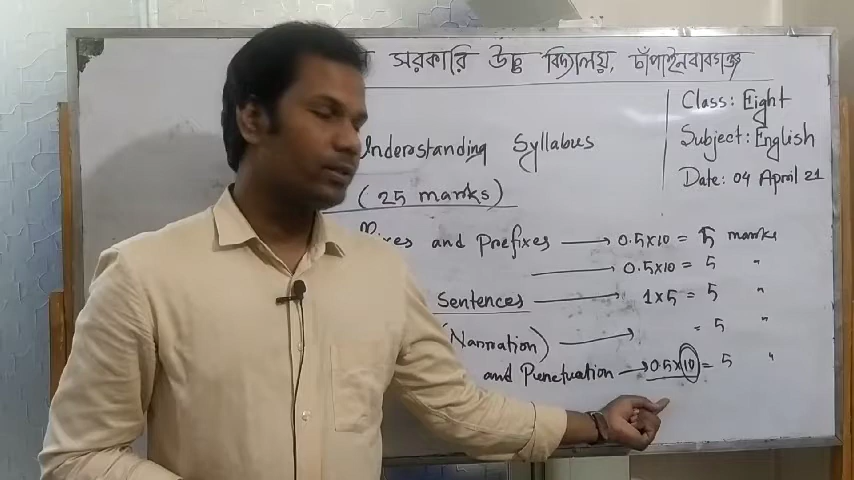 সরকারি উচ্চ বিদ্যালয়, চাঁপাইনবাবগঞ্জ
Class: Eight
Subject: English
Date: 04 April 21
Understanding Syllabus
(25 marks)
and Prefixes → 0.5x10 = 5 marks
→ 0.5x10 = 5 "
Sentences → 1x5 = 5 "
(Narration) → = 5 "
and Punctuation → 0.5x10 = 5 "